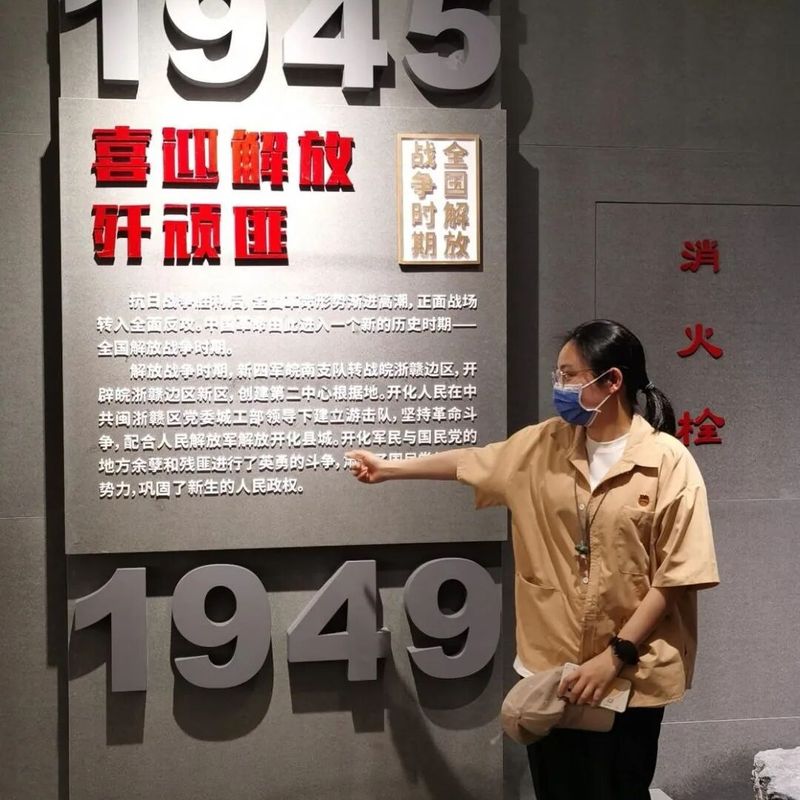 1945
喜迎解放
歼顽匪
全国解放
战争时期
抗日战争胜利后,全国革命形势渐进高潮,正面战场
转入全面反攻。中国革命由此进入一个新的历史时期——
全国解放战争时期。
解放战争时期,新四军皖南支队转战皖浙赣边区,开
辟皖浙赣边区新区,创建第二中心根据地。开化人民在中
共闽浙赣区党委城工部领导下建立游击队,坚持革命斗
争,配合人民解放军解放开化县城。开化军民与国民党的
地方余孽和残匪进行了英勇的斗争,了国民党
势力,巩固了新生的人民政权。
1949
消火栓